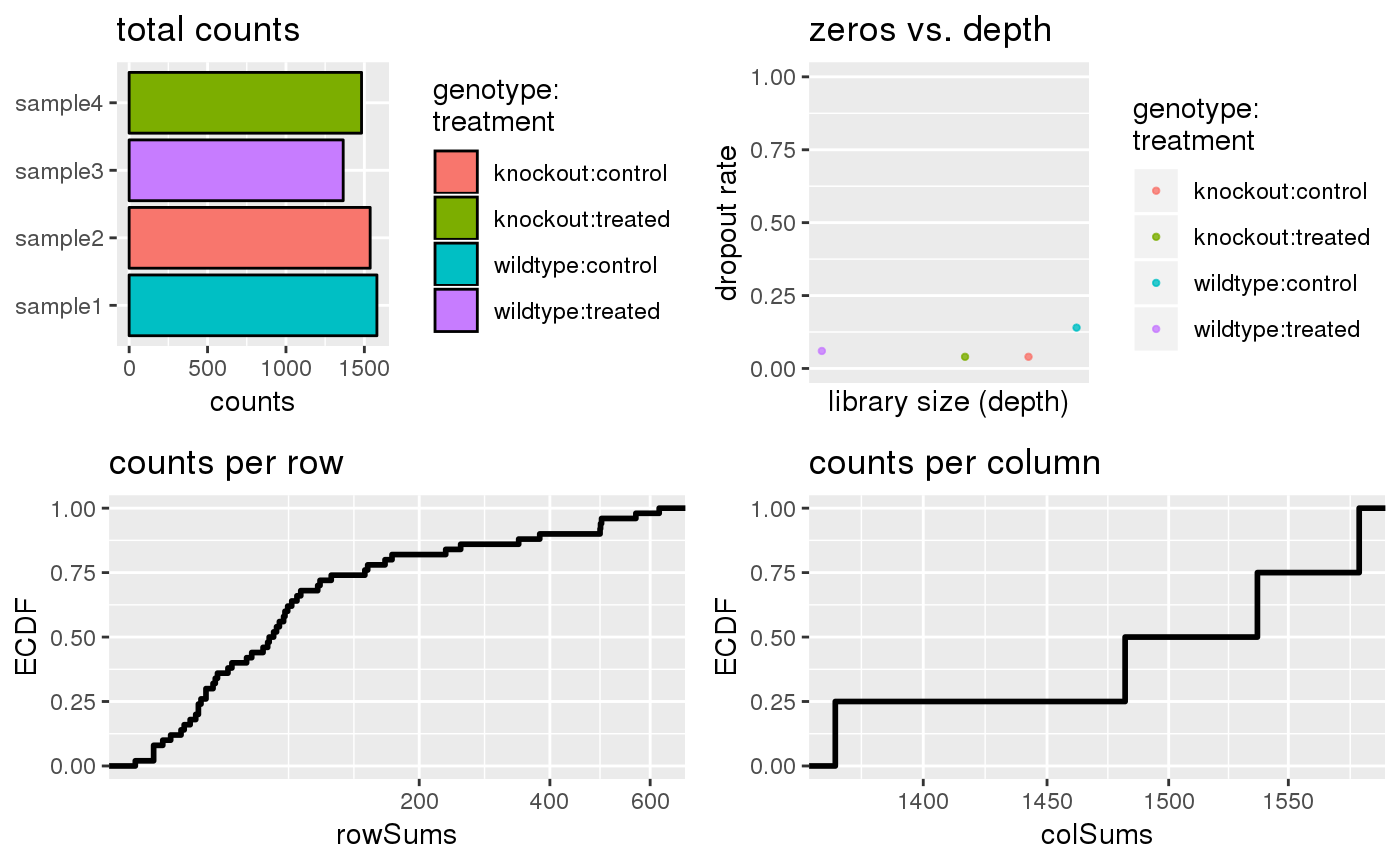 total counts
sample4
sample3
sample2
sample1
0 500 1000 1500
counts
genotype:
treatment
knockout:control
knockout:treated
wildtype:control
wildtype:treated
zeros vs. depth
dropout rate
1.00
0.75
0.50
0.25
0.00
library size (depth)
genotype:
treatment
knockout:control
knockout:treated
wildtype:control
wildtype:treated
counts per row
ECDF
1.00
0.75
0.50
0.25
0.00
200 400 600
rowSums
counts per column
ECDF
1.00
0.75
0.50
0.25
0.00
1400 1450 1500 1550
colSums